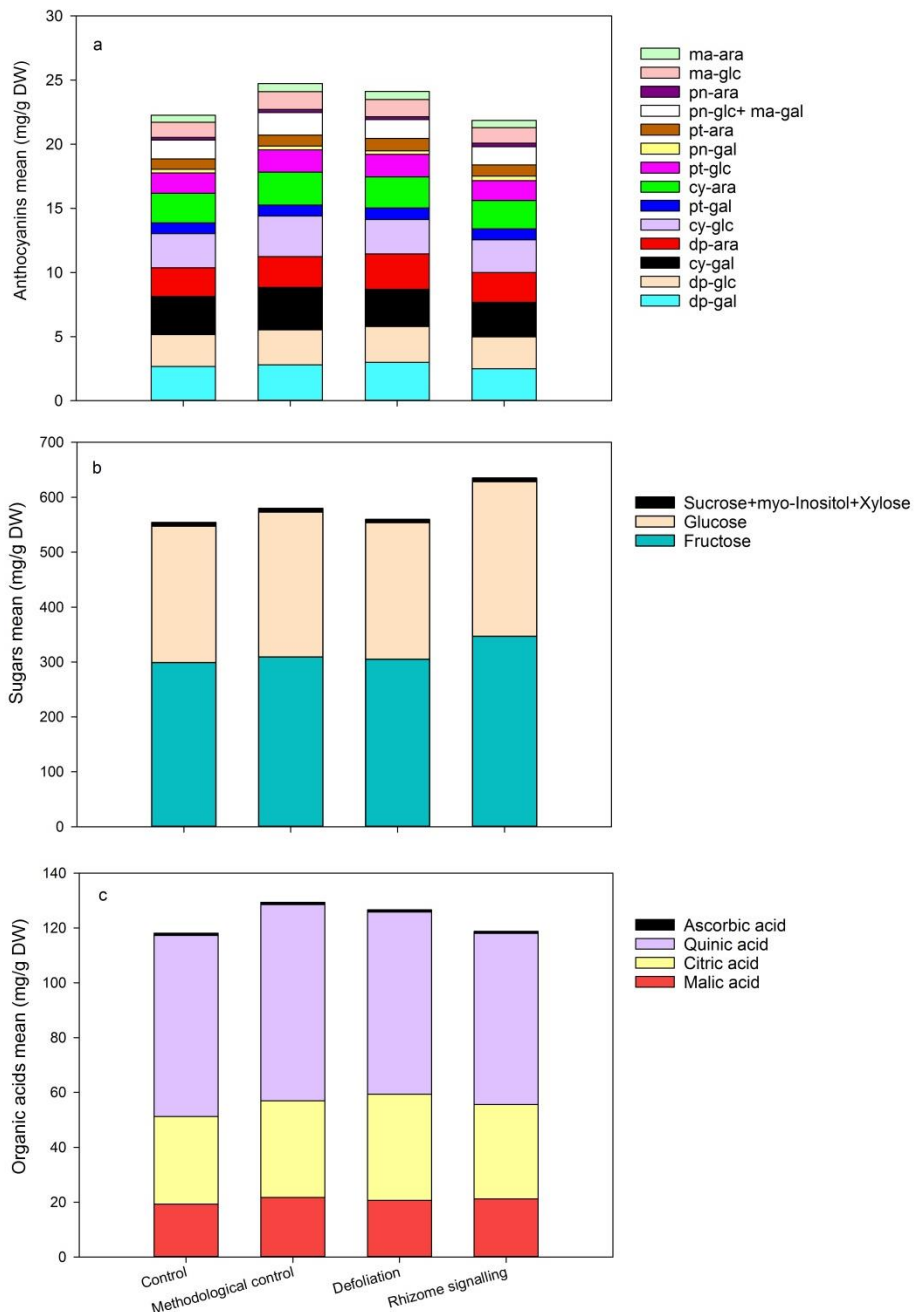 30
25
20
15
10
5
0
Anthocyanins mean (mg/g DW)
a
ma-ara
ma-glc
pn-ara
pn-glc+ ma-gal
pt-ara
pn-gal
pt-glc
cy-ara
pt-gal
cy-glc
dp-ara
cy-gal
dp-glc
dp-gal
700
600
500
400
300
200
100
0
Sugars mean (mg/g DW)
b
Sucrose+myo-Inositol+Xylose
Glucose
Fructose
140
120
100
80
60
40
20
0
Organic acids mean (mg/g DW)
c
Ascorbic acid
Quinic acid
Citric acid
Malic acid
Control
Methodological control
Defoliation
Rhizome signalling